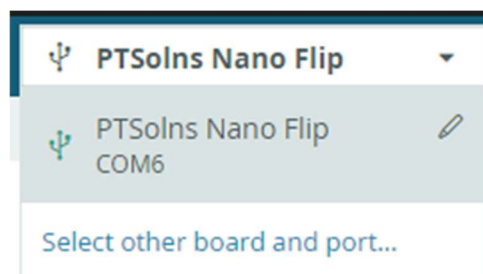 PTSolns Nano Flip
PTSolns Nano Flip
COM6
Select other board and port...